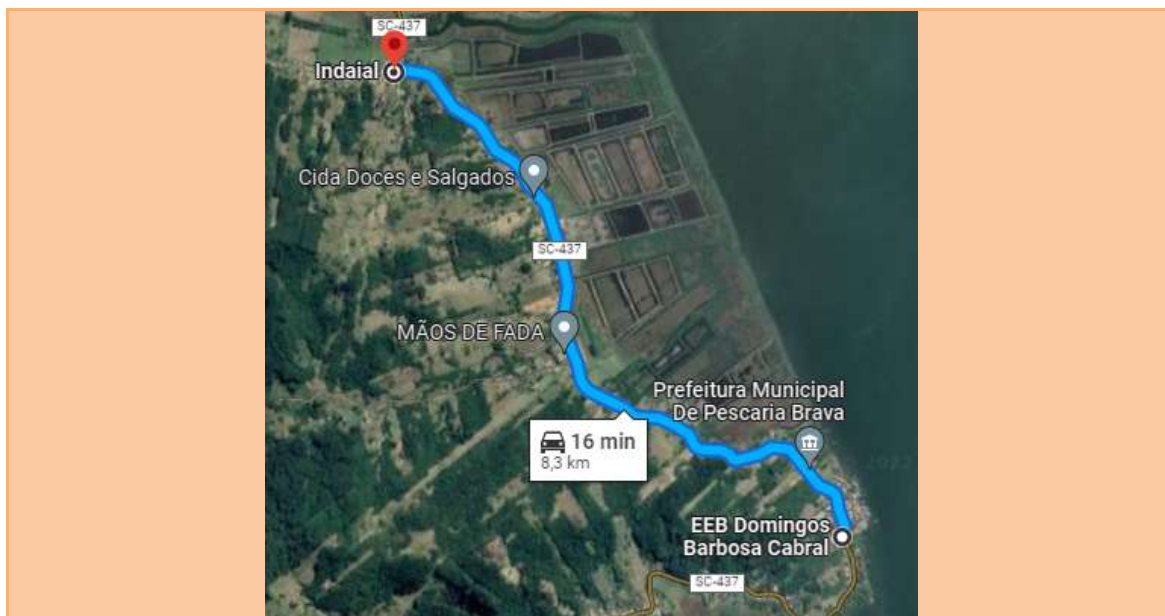 SC-437
Indaial
Cida Doces e Salgados
SC-437
MÃOS DE FADA
Prefeitura Municipal
De Pescaria Brava
16 min
8,3 km
EEB Domingos
Barbosa Cabral
SC-437